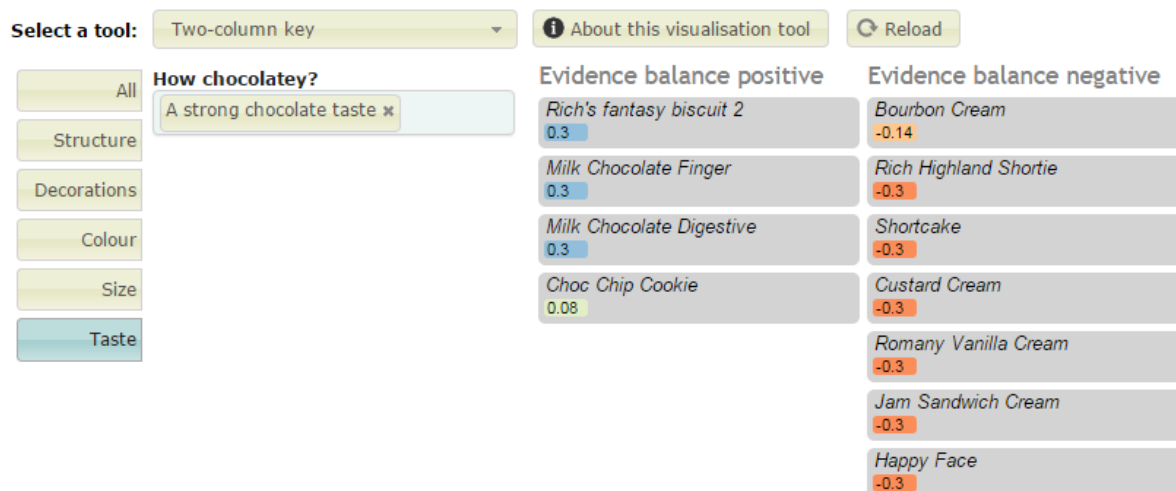 Select a tool: Two-column key About this visualisation tool Reload
All
Structure
Decorations
Colour
Size
Taste
How chocolatey?
A strong chocolate taste ×
Evidence balance positive
Rich's fantasy biscuit 2
0.3
Milk Chocolate Finger
0.3
Milk Chocolate Digestive
0.3
Choc Chip Cookie
0.08
Evidence balance negative
Bourbon Cream
-0.14
Rich Highland Shortie
-0.3
Shortcake
-0.3
Custard Cream
-0.3
Romany Vanilla Cream
-0.3
Jam Sandwich Cream
-0.3
Happy Face
-0.3